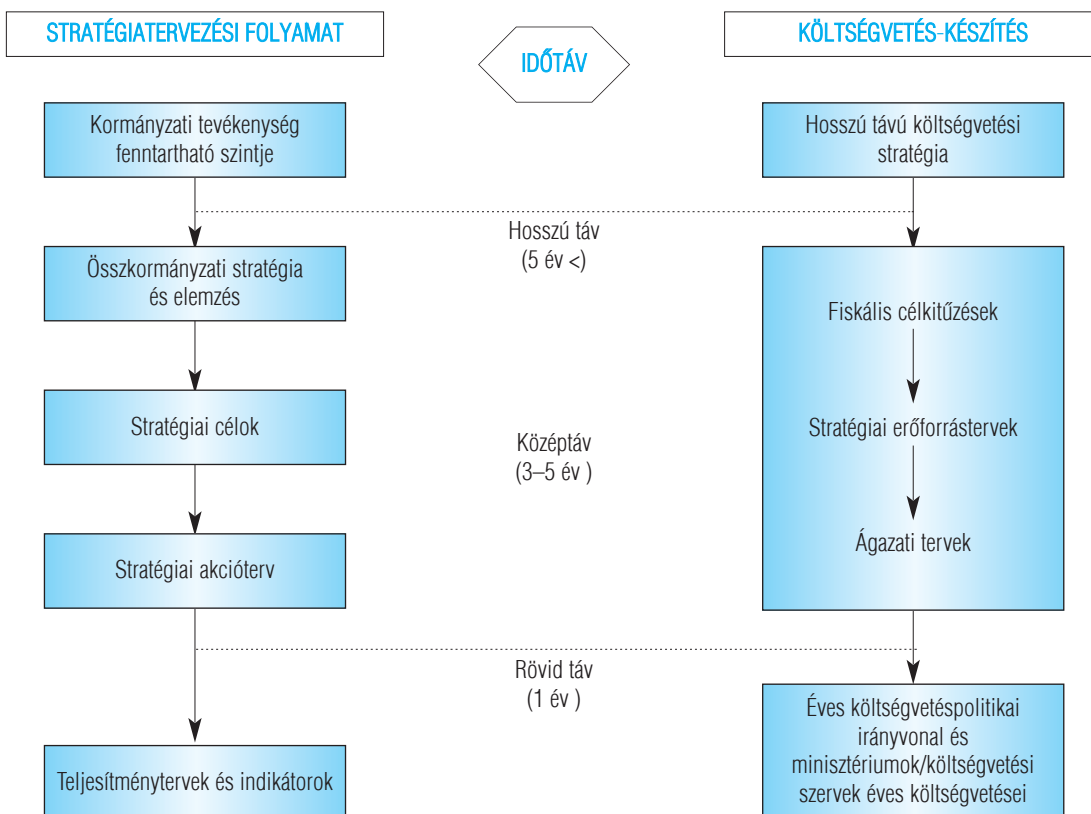 STRATÉGIATERVEZÉSI FOLYAMAT
IDŐTÁV
KÖLTSÉGVETÉS-KÉSZÍTÉS
Kormányzati tevékenység
fenntartható szintje
Hosszú távú költségvetési
stratégia
Hosszú táv
(5 év <)
Összkormányzati stratégia
és elemzés
Fiskális célkitűzések
Stratégiai célok
Középtáv
(3–5 év )
Stratégiai erőforrástervek
Stratégiai akcióterv
Ágazati tervek
Rövid táv
(1 év )
Teljesítménytervek és indikátorok
Éves költségvetéspolitikai
irányvonal és
minisztériumok/költségvetési
szervek éves költségvetései